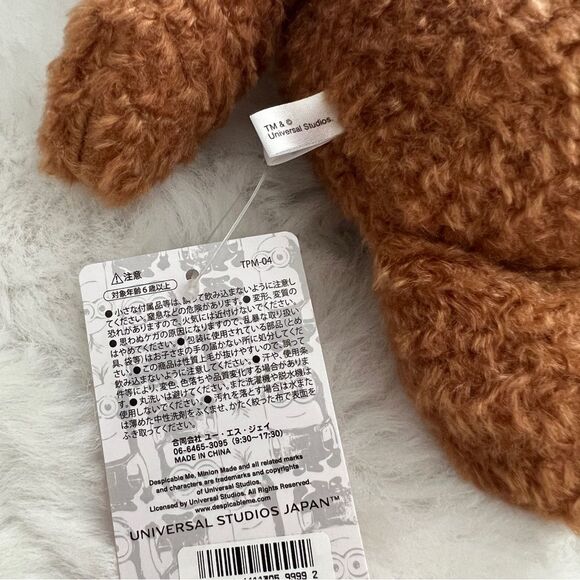 TM & ©
Universal Studios.
⚠注意
TPM-04
対象年齢6歳以上
●小さな付属品等は、誤って飲み込まないように注意し
てください。窒息などの危険があります。●変形、変質の
恐れがありますので、火気には近付けないでください。
●思わぬケガの原因になりますので、乱暴な取り扱い
はやめてください。●包装に使用されている部品(とめ
具、袋等)はお子さまの手の届かない所に処分してくだ
さい。●この商品は性質上毛が抜けやすいので、誤って
飲み込まないように注意してください。●汗や、使用条
件等により、変色、色落ちや品質変化する場合がありま
す。●丸洗いは避けてください。また洗濯機や脱水機は
使用しないでください。●汚れを落とす場合は水また
は薄めた中性洗剤をふくませ、かたく絞った布で表面を
ふき取ってください。
合同会社 ユー・エス・ジェイ
06-6465-3095 (9:30~17:30)
MADE IN CHINA
Despicable Me, Minion Made and all related marks
and characters are trademarks and copyrights
of Universal Studios.
Licensed by Universal Studios. All Rights Reserved.
www.despicableme.com
UNIVERSAL STUDIOS JAPAN™
9999 2